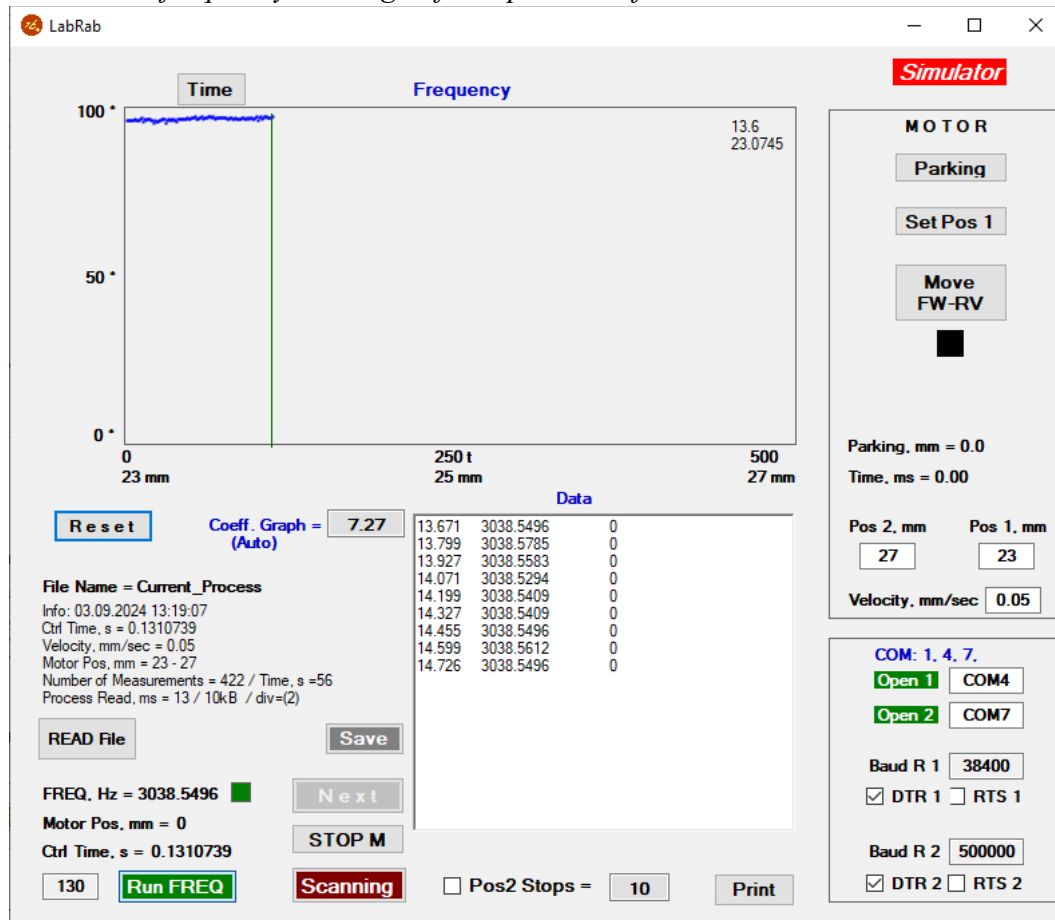 LabRab
Simulator
Time
Frequency
100 *
50 *
0 *
13.6
23.0745
0 250 t 500
23 mm 25 mm 27 mm
MOTOR
Parking
Set Pos 1
Move
FW-RV
Parking, mm = 0.0
Time, ms = 0.00
Pos 2, mm Pos 1, mm
27 23
Velocity, mm/sec 0.05
Data
Reset
Coeff. Graph = 7.27
(Auto)
13.671 3038.5496 0
13.799 3038.5785 0
13.927 3038.5583 0
14.071 3038.5294 0
14.199 3038.5409 0
14.327 3038.5409 0
14.455 3038.5496 0
14.599 3038.5612 0
14.726 3038.5496 0
File Name = Current_Process
Info: 03.09.2024 13:19:07
Ctrl Time, s = 0.1310739
Velocity, mm/sec = 0.05
Motor Pos, mm = 23 - 27
Number of Measurements = 422 / Time, s =56
Process Read, ms = 13 / 10kB / div=(2)
READ File
Save
FREQ, Hz = 3038.5496
Next
Motor Pos, mm = 0
STOP M
Ctrl Time, s = 0.1310739
130
Run FREQ
Scanning
Pos2 Stops = 10
Print
COM: 1, 4, 7,
Open 1 COM4
Open 2 COM7
Baud R 1 38400
DTR 1 RTS 1
Baud R 2 500000
DTR 2 RTS 2